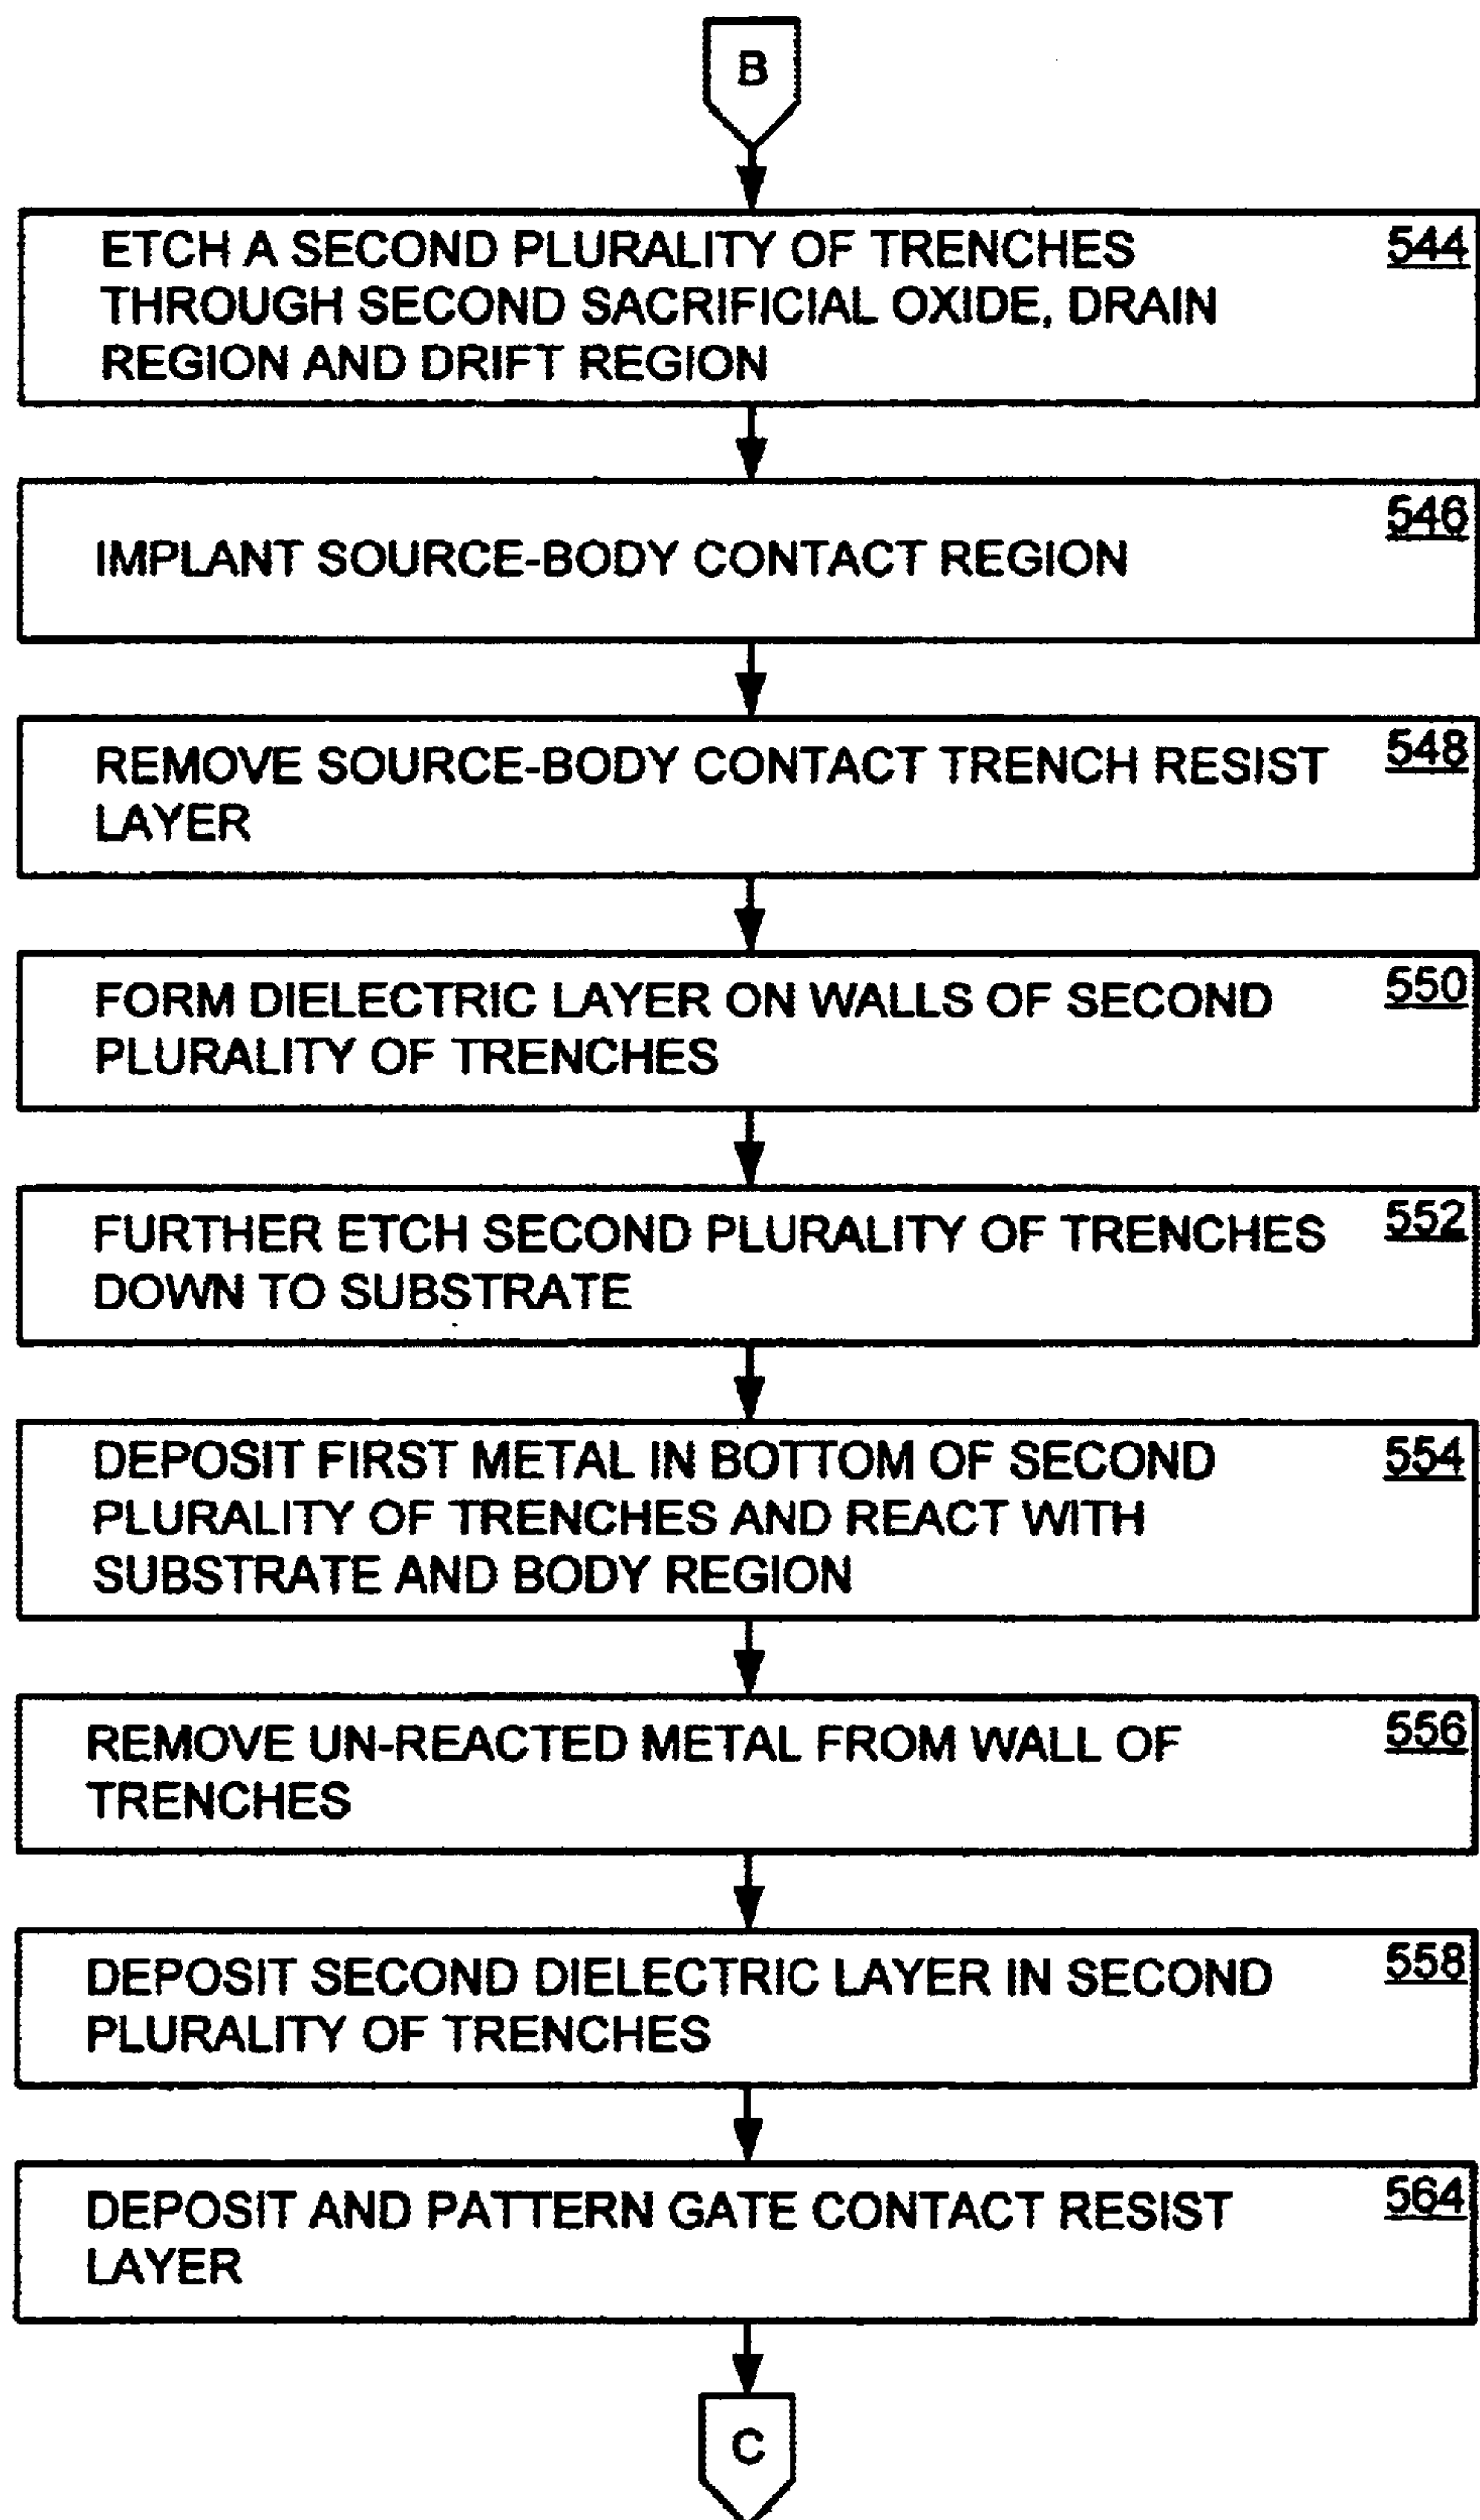 B
ETCH A SECOND PLURALITY OF TRENCHES
544
THROUGH SECOND SACRIFICIAL OXIDE, DRAIN
REGION AND DRIFT REGION
546
IMPLANT SOURCE-BODY CONTACT REGION
REMOVE SOURCE-BODY CONTACT TRENCH RESIST
548
LAYER
FORM DIELECTRIC LAYER ON WALLS OF SECOND
550
PLURALITY OF TRENCHES
FURTHER ETCH SECOND PLURALITY OF TRENCHES
552
DOWN TO SUBSTRATE
DEPOSIT FIRST METAL IN BOTTOM OF SECOND
554
PLURALITY OF TRENCHES AND REACT WITH
SUBSTRATE AND BODY REGION
REMOVE UN-REACTED METAL FROM WALL OF
556
TRENCHES
DEPOSIT SECOND DIELECTRIC LAYER IN SECOND
558
PLURALITY OF TRENCHES
DEPOSIT AND PATTERN GATE CONTACT RESIST
564
LAYER
C